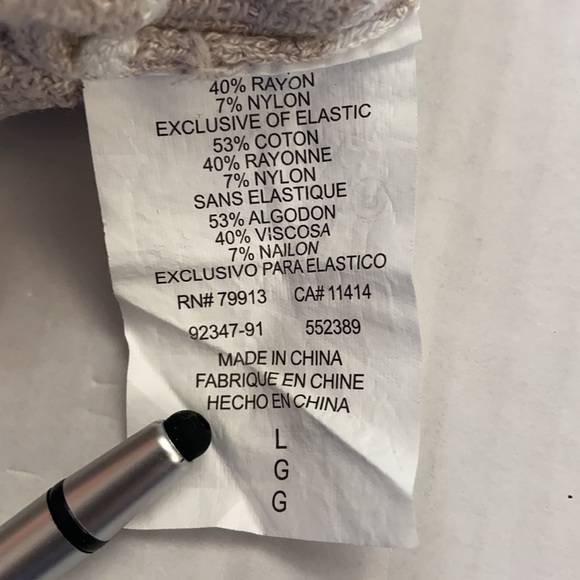 40% RAYON
7% NYLON
EXCLUSIVE OF ELASTIC
53% COTON
40% RAYONNE
7% NYLON
SANS ELASTIQUE
53% ALGODON
40% VISCOSA
7% NAILON
EXCLUSIVO PARA ELASTICO
RN# 79913 CA# 11414
92347-91 552389
MADE IN CHINA
FABRIQUE EN CHINE
HECHO EN CHINA
L
G
G